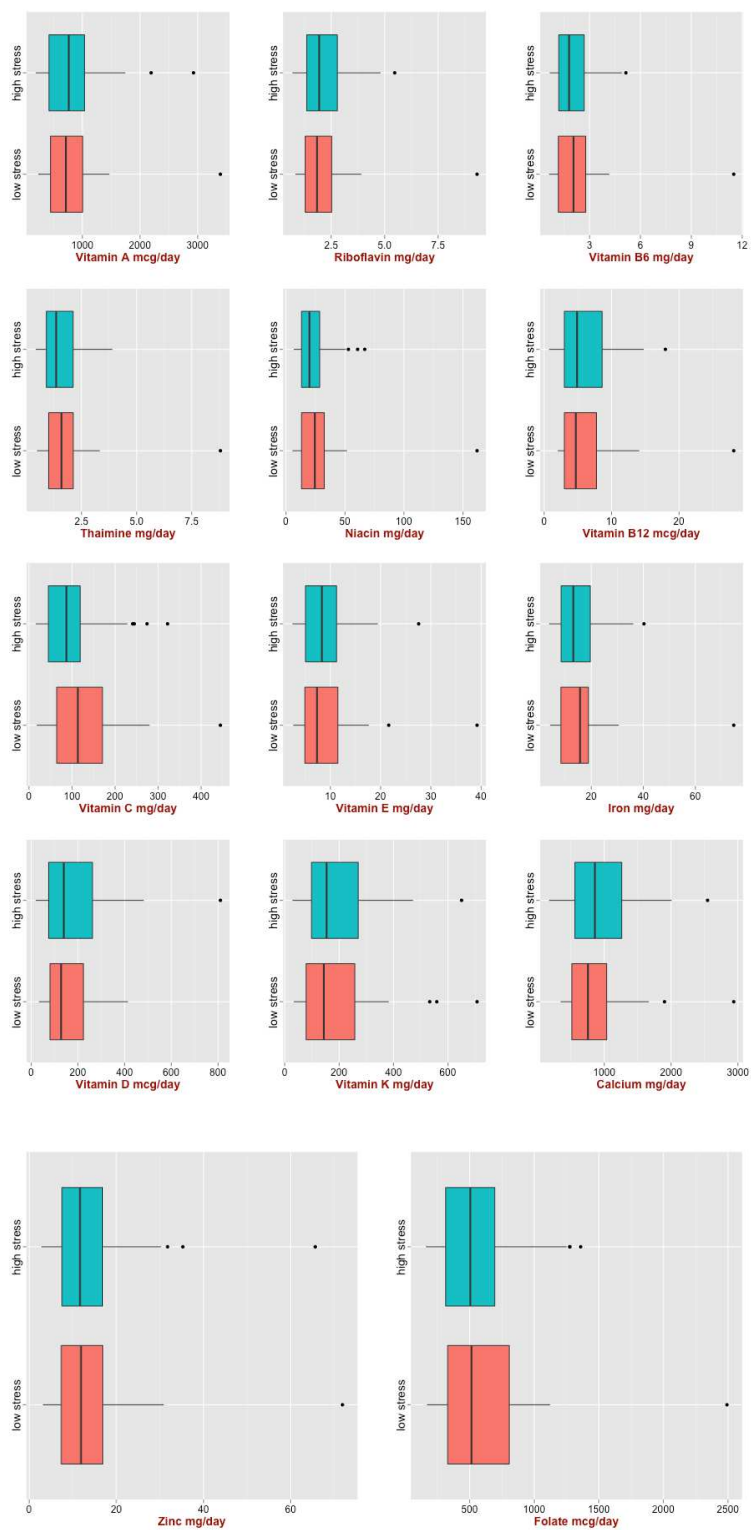 high stress
low stress
1000 2000 3000
Vitamin A mcg/day
high stress
low stress
2.5 5.0 7.5
Riboflavin mg/day
high stress
low stress
3 6 9 12
Vitamin B6 mg/day
high stress
low stress
2.5 5.0 7.5
Thaimine mg/day
high stress
low stress
0 50 100 150
Niacin mg/day
high stress
low stress
0 10 20
Vitamin B12 mcg/day
high stress
low stress
0 100 200 300 400
Vitamin C mg/day
high stress
low stress
10 20 30 40
Vitamin E mg/day
high stress
low stress
20 40 60
Iron mg/day
high stress
low stress
0 200 400 600 800
Vitamin D mcg/day
high stress
low stress
0 200 400 600
Vitamin K mg/day
high stress
low stress
1000 2000 3000
Calcium mg/day
high stress
low stress
0 20 40 60
Zinc mg/day
high stress
low stress
500 1000 1500 2000 2500
Folate mcg/day